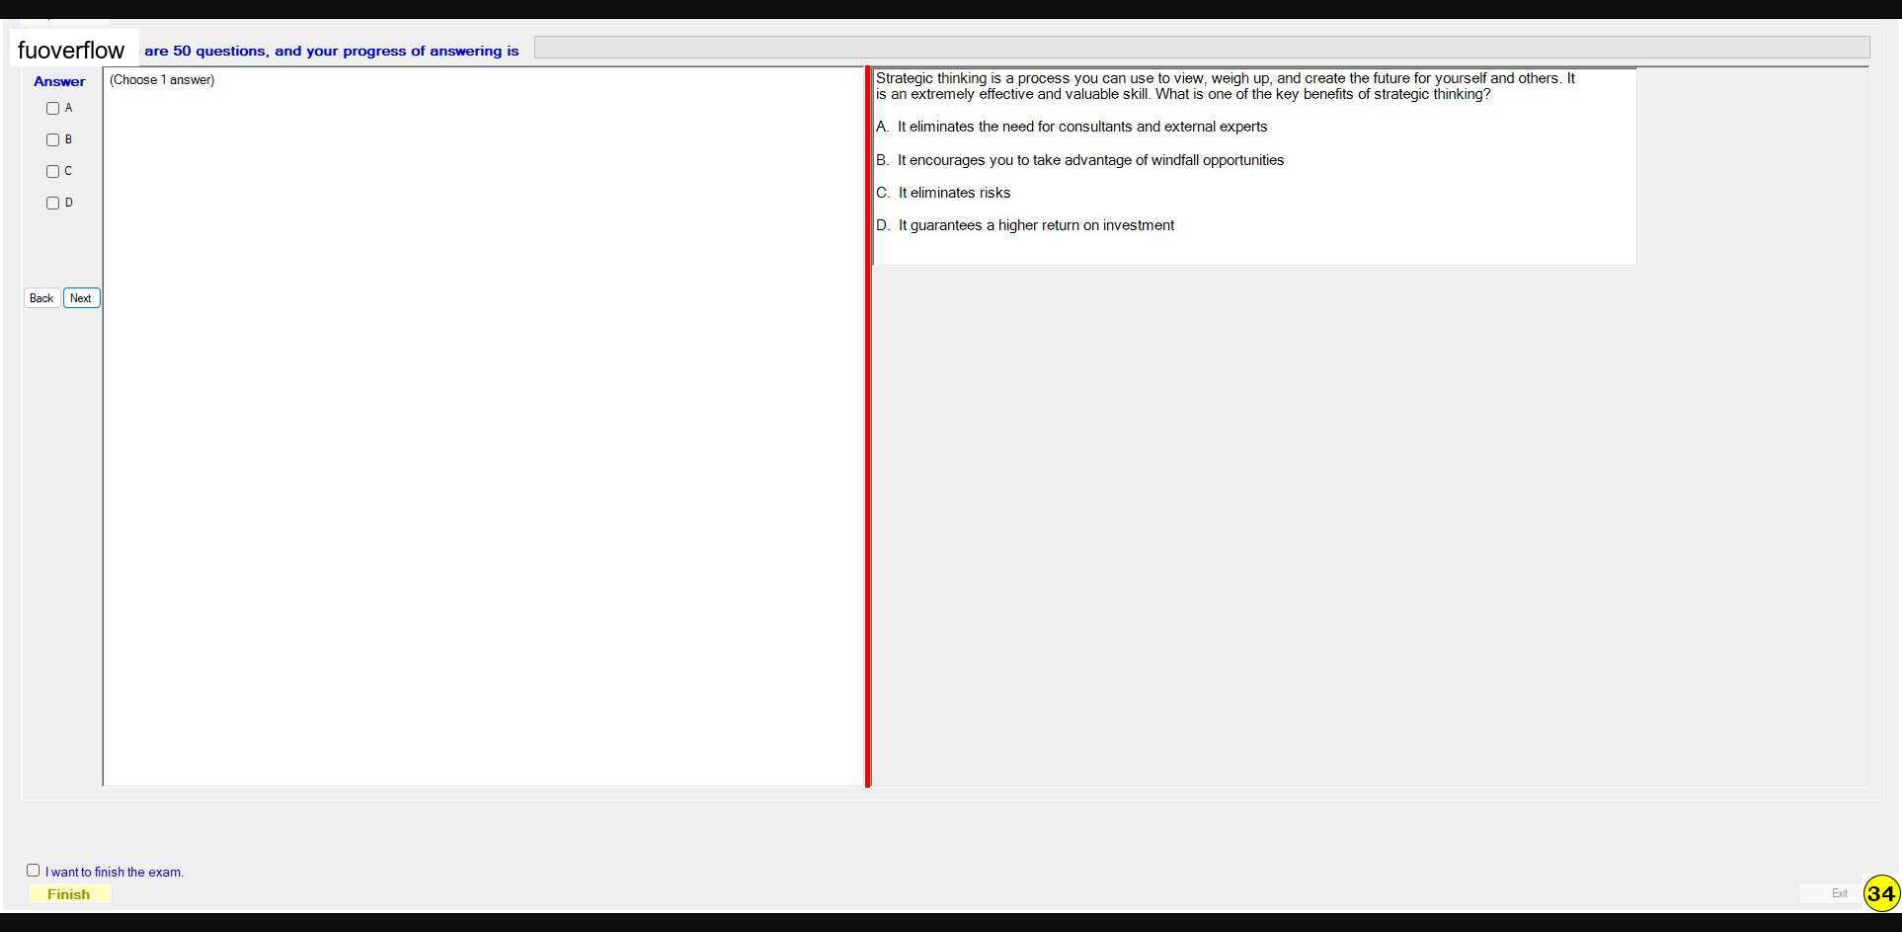 fuoverflow are 50 questions, and your progress of answering is
Answer
(Choose 1 answer)
A
B
C
D
Back Next
Strategic thinking is a process you can use to view, weigh up, and create the future for yourself and others. It
is an extremely effective and valuable skill. What is one of the key benefits of strategic thinking?
A. It eliminates the need for consultants and external experts
B. It encourages you to take advantage of windfall opportunities
C. It eliminates risks
D. It guarantees a higher return on investment
I want to finish the exam.
Finish
Exit
34